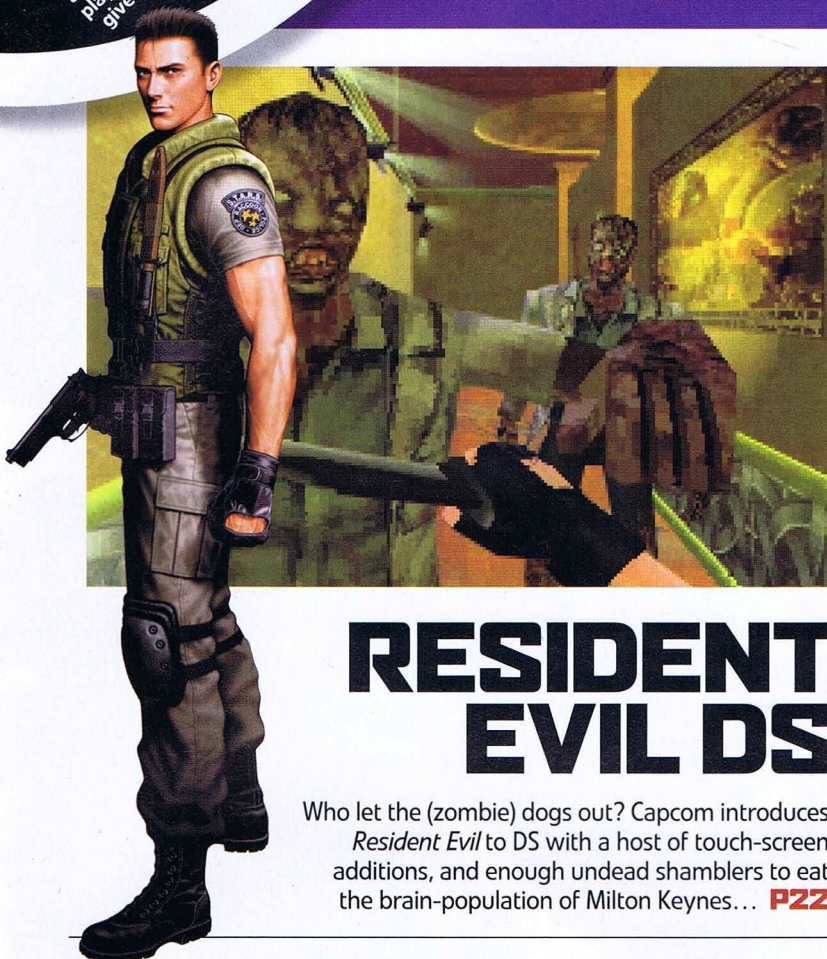 give
S.T.A.R.S.
RESIDENT
EVIL DS
Who let the (zombie) dogs out? Capcom introduces
Resident Evil to DS with a host of touch-screen
additions, and enough undead shamblers to eat
the brain-population of Milton Keynes... P22